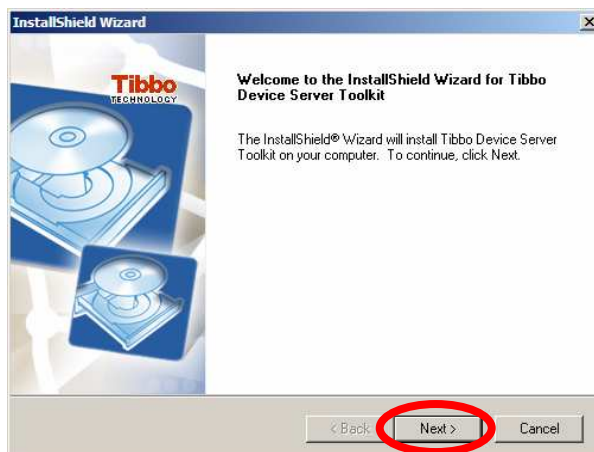 InstallShield Wizard
Tibbo
TECHNOLOGY
Welcome to the InstallShield Wizard for Tibbo
Device Server Toolkit
The InstallShield® Wizard will install Tibbo Device Server
Toolkit on your computer. To continue, click Next.
< Back
Next >
Cancel